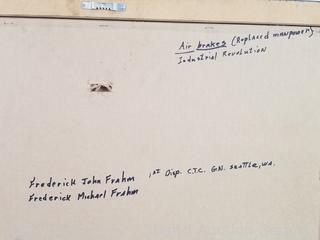 Air brakes (Replaced manpower)
Industrial Revolution
Frederick John Frahm, 1st Disp. C.T.C. G.N. Seattle, WA.
Frederick Michael Frahm